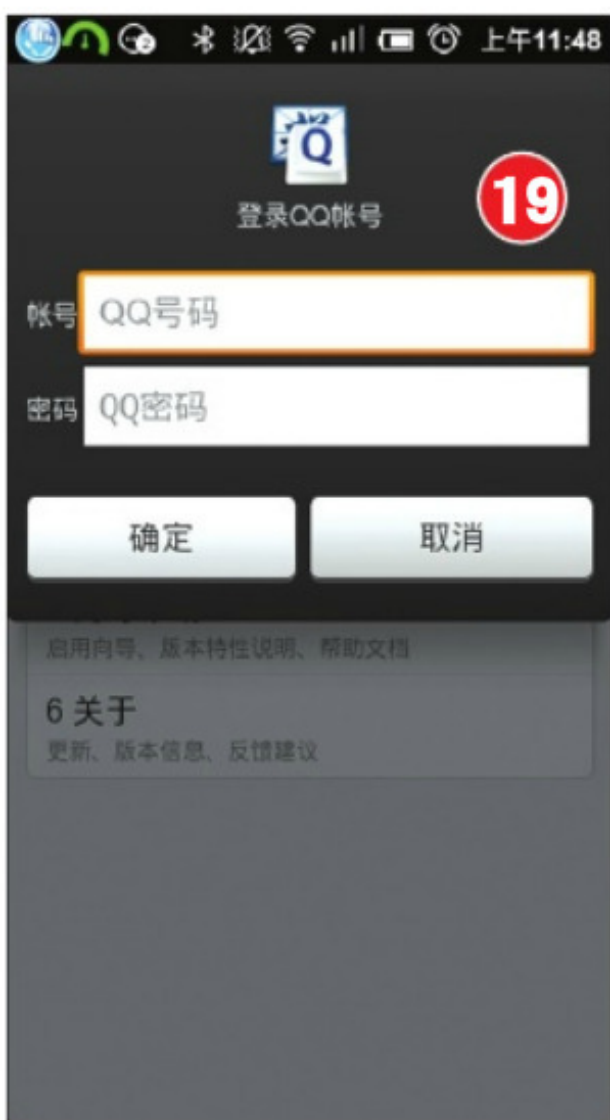 上午11:48
登录QQ帐号
19
帐号 QQ号码
密码 QQ密码
确定 取消
启用向导、版本特性说明、帮助文档
6 关于
更新、版本信息、反馈建议